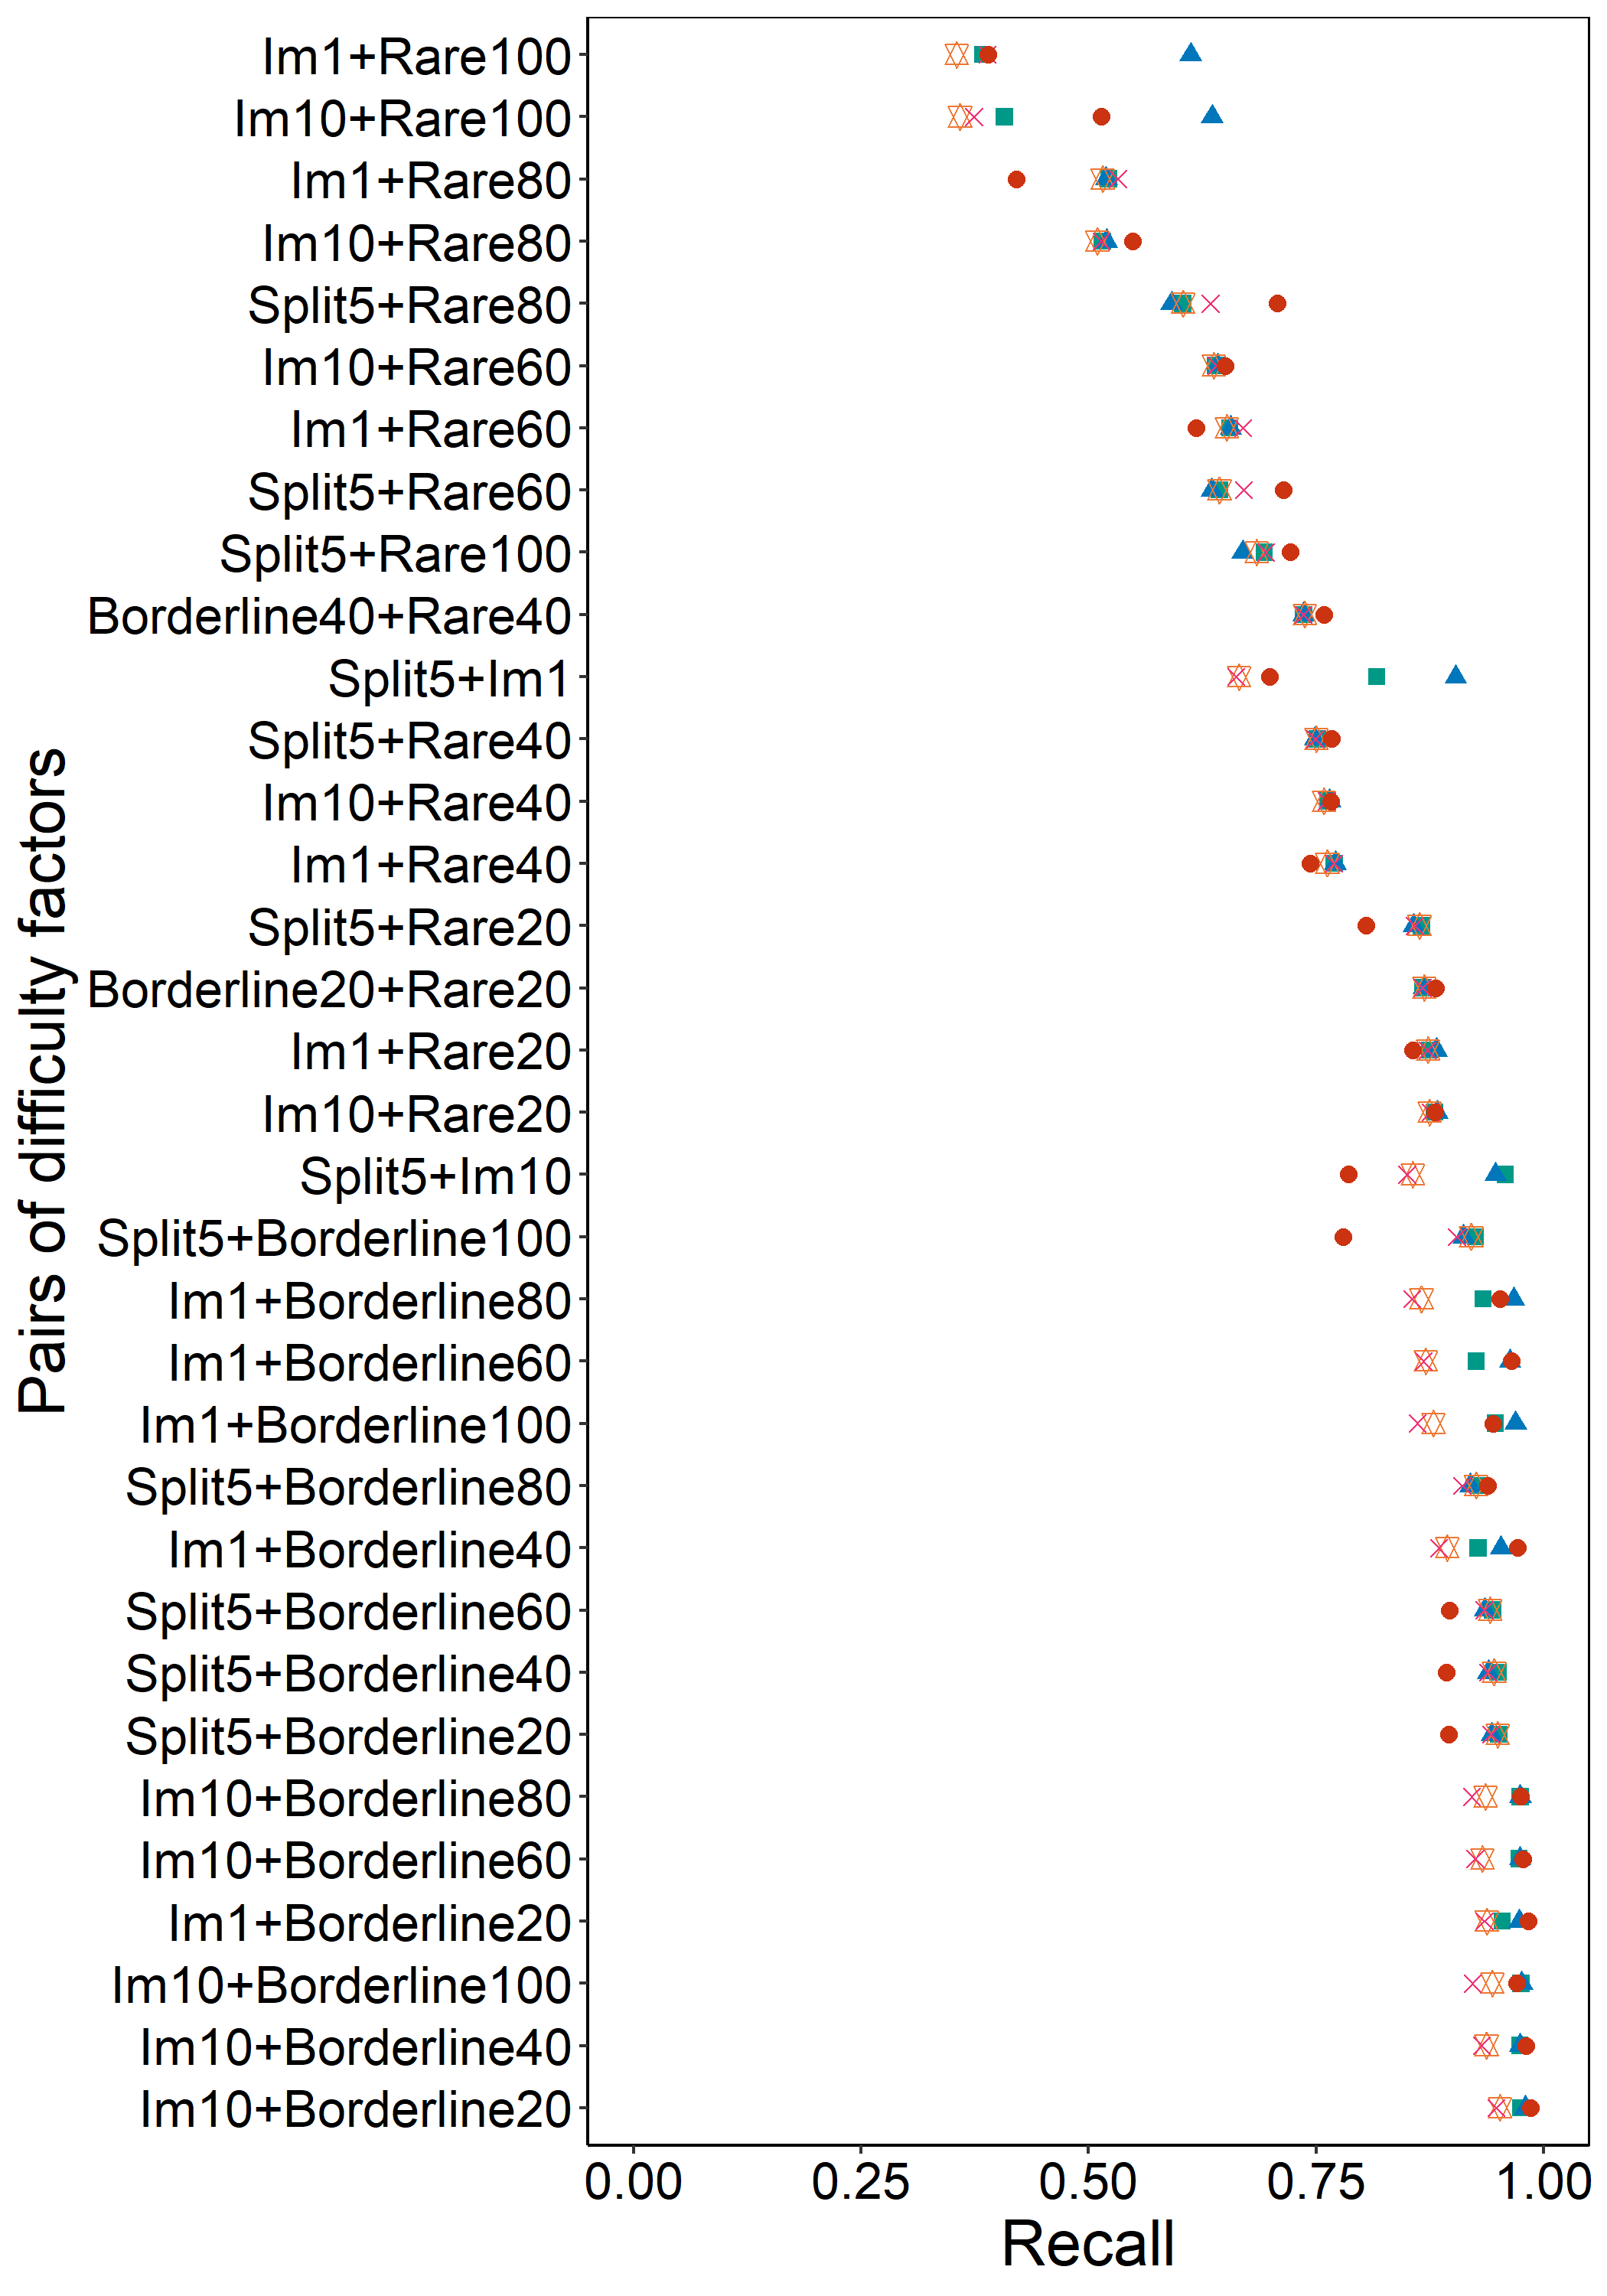 Pairs of difficulty factors
Im1+Rare100
Im10+Rare100
Im1+Rare80
Im10+Rare80
Split5+Rare80
Im10+Rare60
Im1+Rare60
Split5+Rare60
Split5+Rare100
Borderline40+Rare40
Split5+Im1
Split5+Rare40
Im10+Rare40
Im1+Rare40
Split5+Rare20
Borderline20+Rare20
Im1+Rare20
Im10+Rare20
Split5+Im10
Split5+Borderline100
Im1+Borderline80
Im1+Borderline60
Im1+Borderline100
Split5+Borderline80
Im1+Borderline40
Split5+Borderline60
Split5+Borderline40
Split5+Borderline20
Im10+Borderline80
Im10+Borderline60
Im1+Borderline20
Im10+Borderline100
Im10+Borderline40
Im10+Borderline20
0.00 0.25 0.50 0.75 1.00
Recall